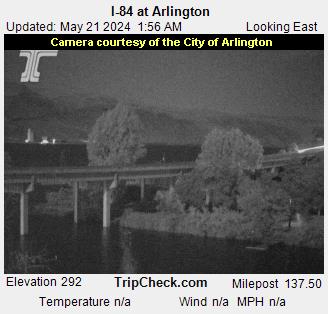 I-84 at Arlington
Updated: May 21 2024 1:56 AM Looking East
Camera courtesy of the City of Arlington
Elevation 292 TripCheck.com Milepost 137.50
Temperature n/a Wind n/a MPH n/a